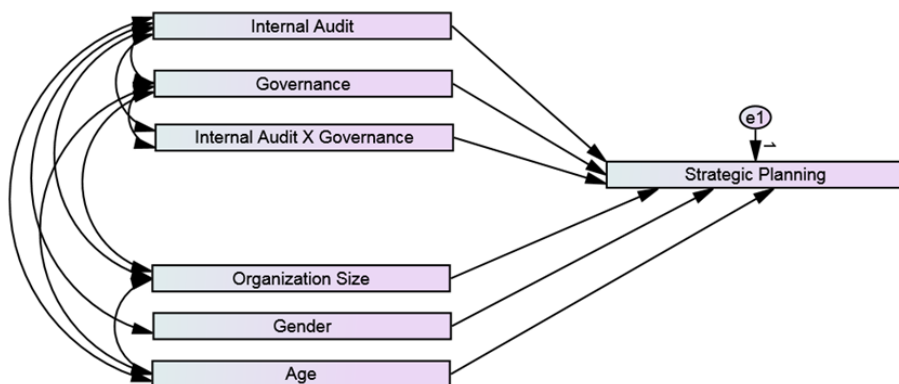 Internal Audit
Governance
Internal Audit X Governance
e1
1
Strategic Planning
Organization Size
Gender
Age